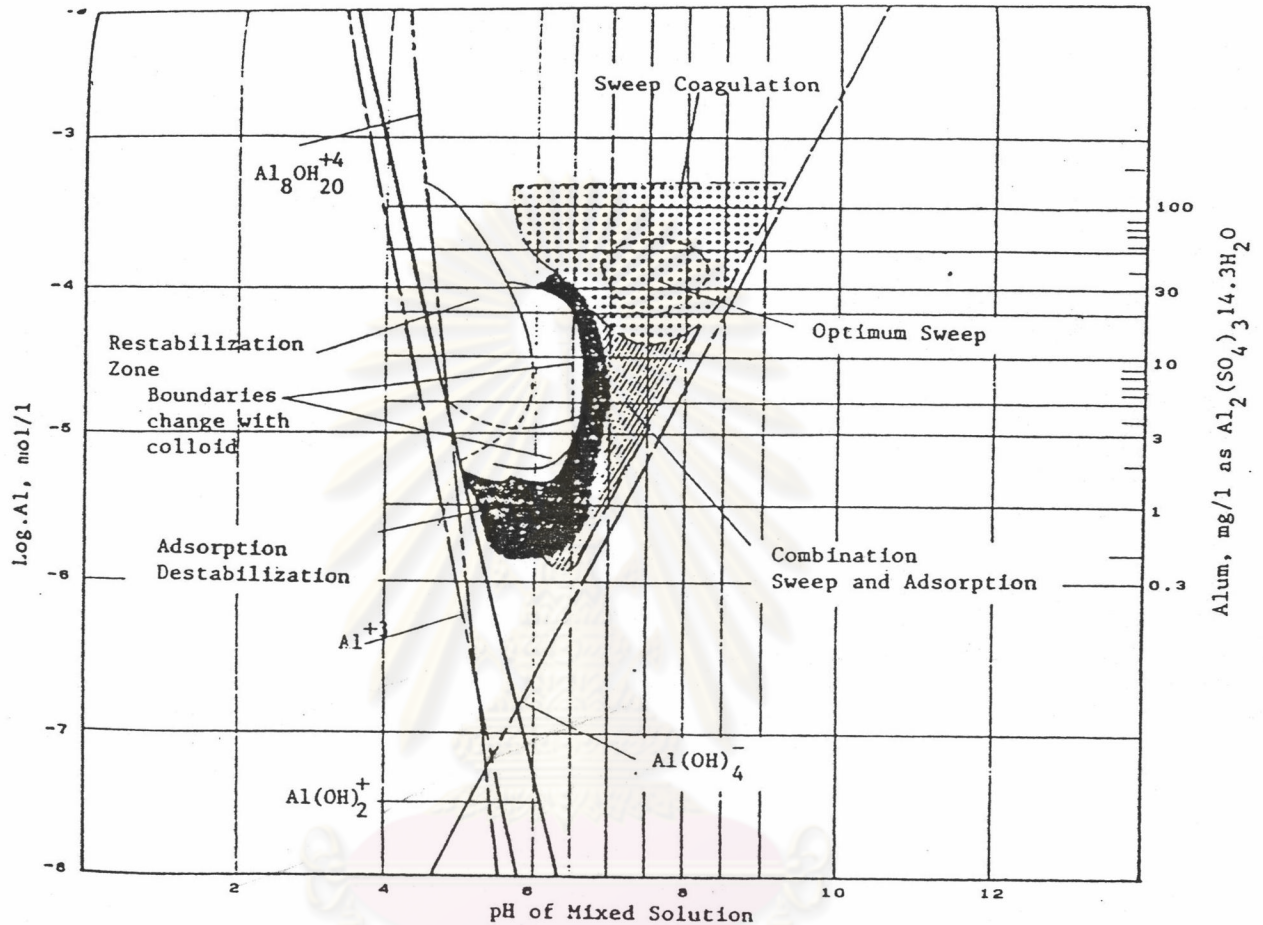 Sweep Coagulation
-3
Al8OH20+4
100
-4
30
Optimum Sweep
Restabilization
Zone
10
Boundaries
change with
colloid
-5
3
1
Log.Al, mol/l
Alum, mg/l as Al2(SO4)3 14.3H2O
Adsorption
Destabilization
Combination
Sweep and Adsorption
-6
0.3
Al+3
-7
Al(OH)4-
Al(OH)2+
2
4
6
7
8
10
12
pH of Mixed Solution